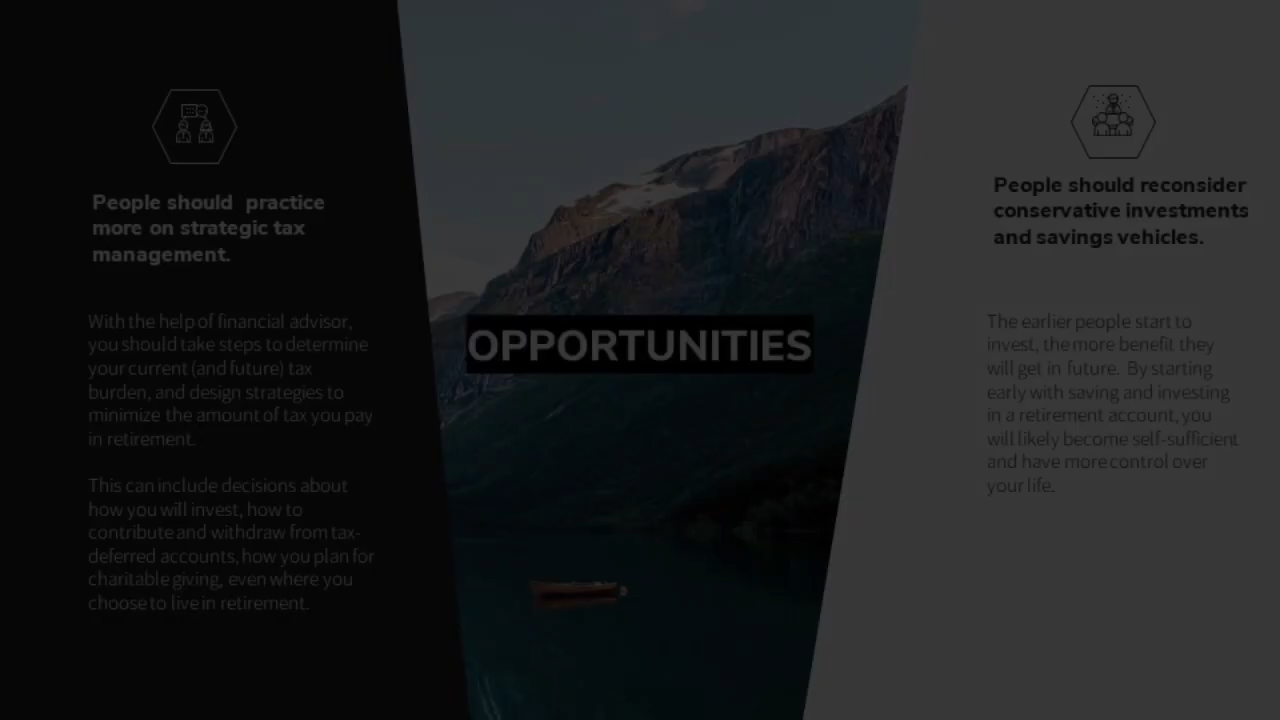 People should  practice
more on strategic tax
management.
With the help of financial advisor,
you should take steps to determine
your current (and future) tax
burden, and design strategies to
minimize the amount of tax you pay
in retirement.
This can include decisions about
how you will invest, how to
contribute and withdraw from tax-
deferred accounts, how you plan for
charitable giving, even where you
choose to live in retirement.
OPPORTUNITIES
People should reconsider
conservative investments
and savings vehicles.
The earlier people start to
invest, the more benefit they
will get in future.  By starting
early with saving and investing
in a retirement account, you
will likely become self-sufficient
and have more control over
your life.